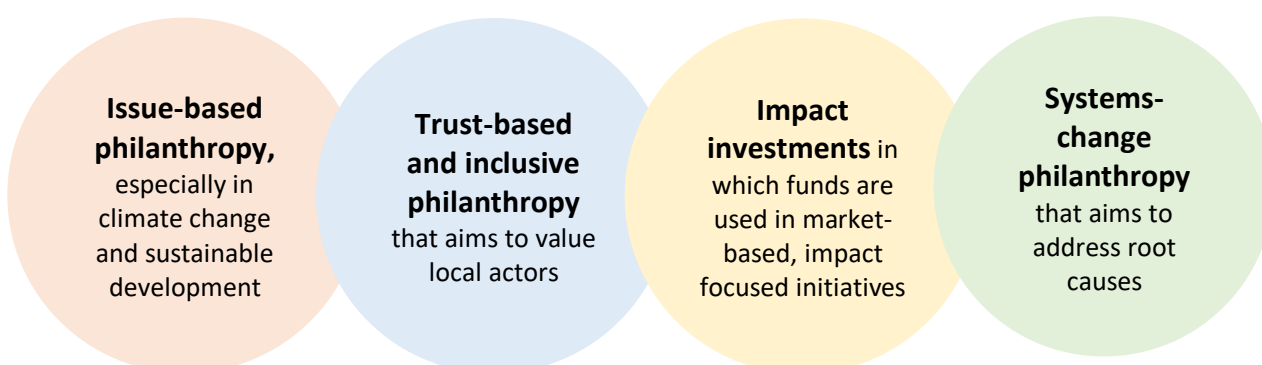 Issue-based
philanthropy,
especially in
climate change
and sustainable
development
Trust-based
and inclusive
philanthropy
that aims to value
local actors
Impact
investments in
which funds are
used in market-
based, impact
focused initiatives
Systems-
change
philanthropy
that aims to
address root
causes